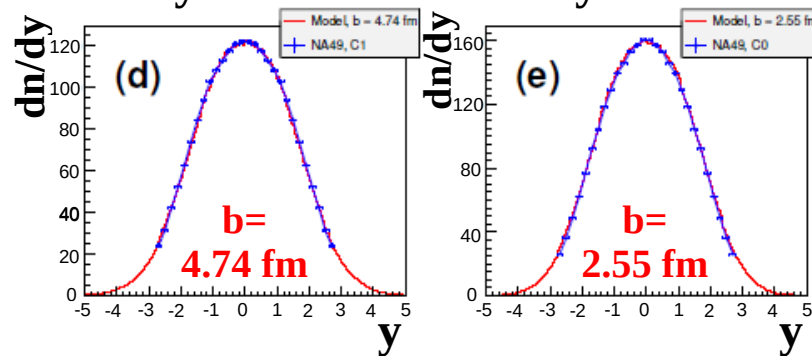 y
y
dn/dy
Model, b = 4.74 fm
NA49, C1
(d)
120
100
80
60
40
20
0
b=
4.74 fm
-5 -4 -3 -2 -1 0 1 2 3 4 5
y
dn/dy
Model, b = 2.55 fm
NA49, C0
(e)
160
120
80
40
0
b=
2.55 fm
-5 -4 -3 -2 -1 0 1 2 3 4 5
y